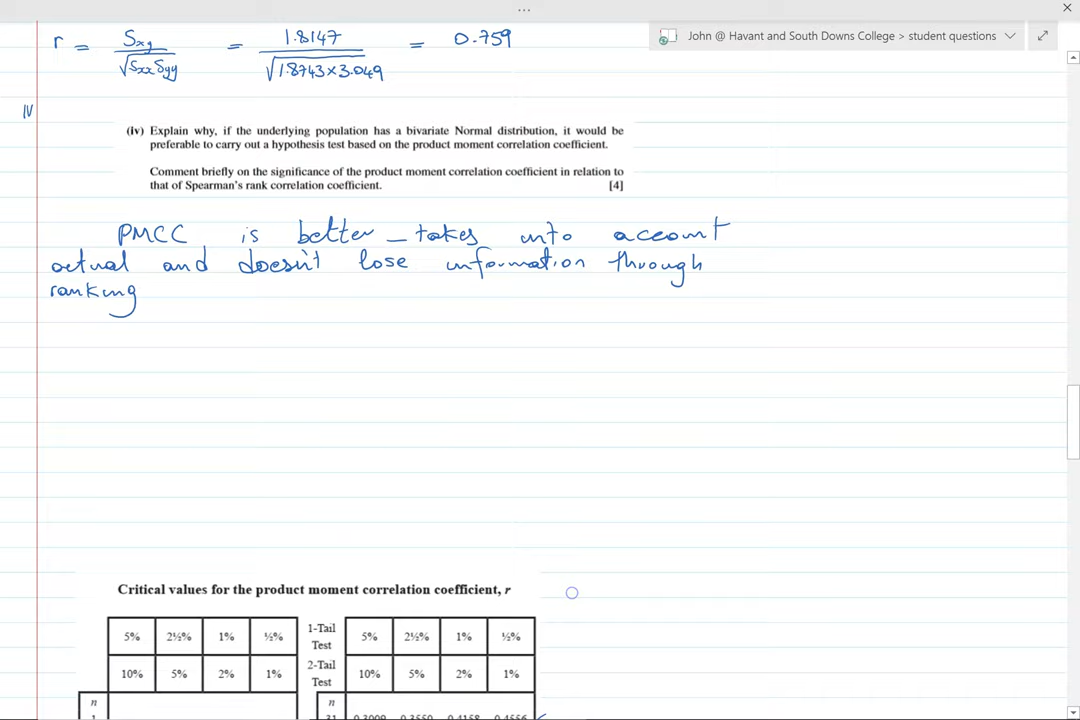 John @ Havant and South Downs College > student questions
r = Sxy / √SxxSyy = 1.8147 / √1.8743×3.049 = 0.759
IV
(iv) Explain why, if the underlying population has a bivariate Normal distribution, it would be
preferable to carry out a hypothesis test based on the product moment correlation coefficient.
Comment briefly on the significance of the product moment correlation coefficient in relation to
that of Spearman's rank correlation coefficient. [4]
PMCC is better _ takes into account
actual and doesn't lose information through
ranking
Critical values for the product moment correlation coefficient, r
5% 2½% 1% ½% 1-Tail Test 5% 2½% 1% ½%
10% 5% 2% 1% 2-Tail Test 10% 5% 2% 1%
n n